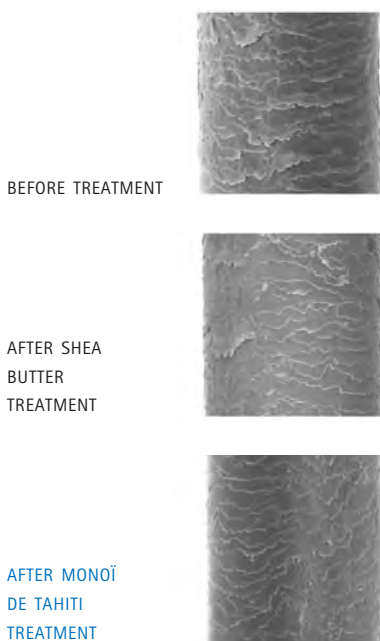 BEFORE TREATMENT
AFTER SHEA
BUTTER
TREATMENT
AFTER MONOÏ
DE TAHITI
TREATMENT